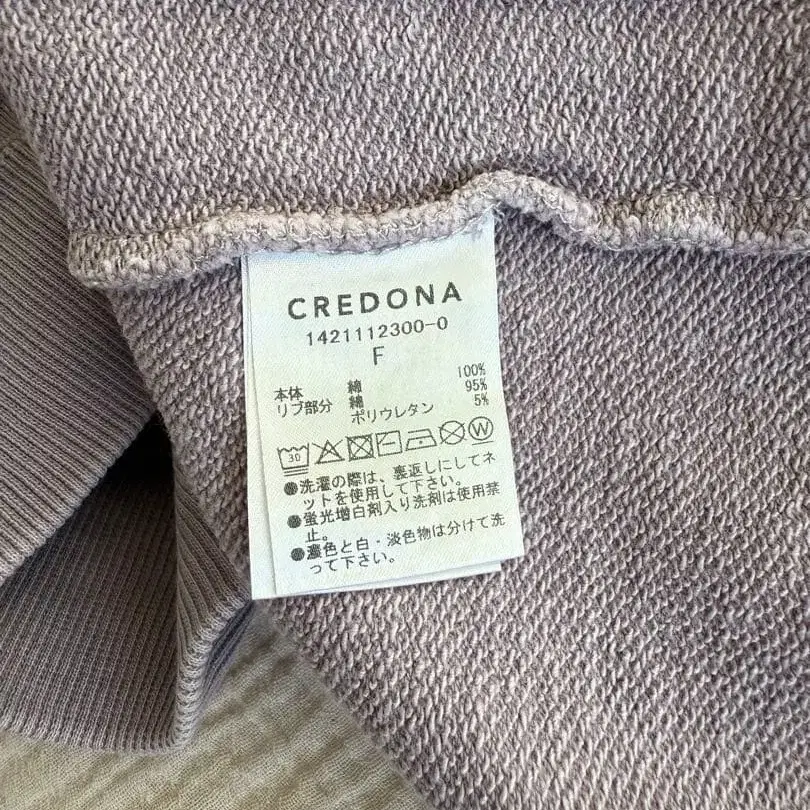 CREDONA
1421112300-0
F
本体 綿 100%
リブ部分 綿 95%
ポリウレタン 5%
30 W
●洗濯の際は、裏返しにしてネ
ットを使用して下さい。
●蛍光増白剤入り洗剤は使用禁
止。
●濃色と白・淡色物は分けて洗
って下さい。